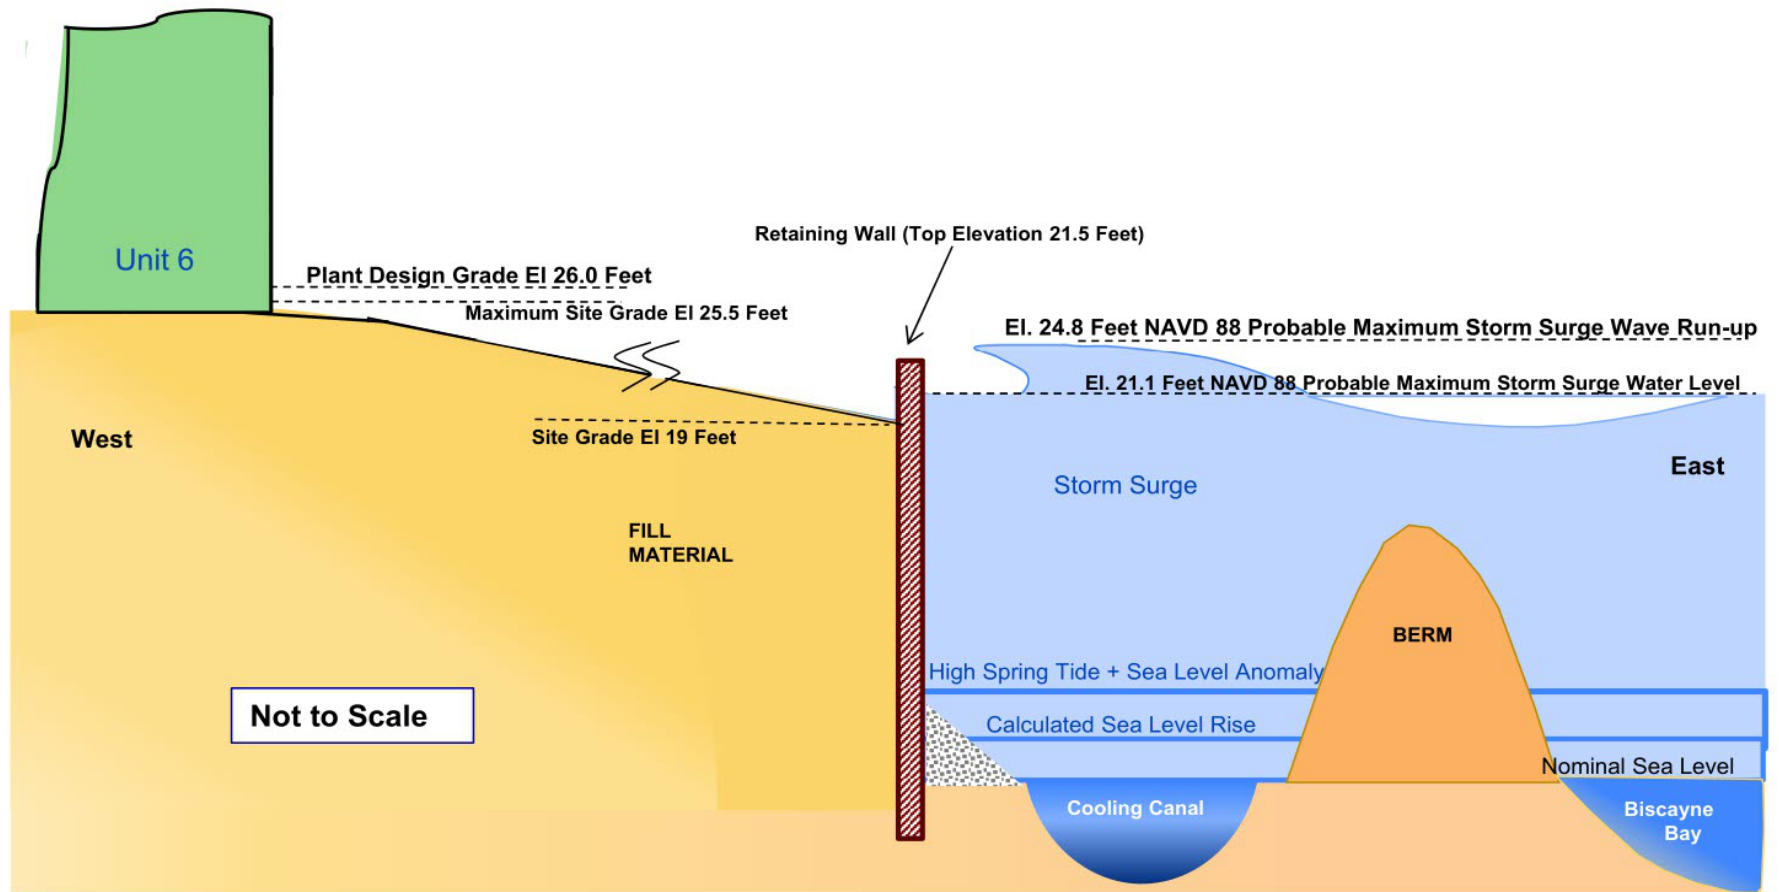 Retaining Wall (Top Elevation 21.5 Feet)
Unit 6
Plant Design Grade El 26.0 Feet
Maximum Site Grade El 25.5 Feet
El. 24.8 Feet NAVD 88 Probable Maximum Storm Surge Wave Run-up
El. 21.1 Feet NAVD 88 Probable Maximum Storm Surge Water Level
West
Site Grade El 19 Feet
East
Storm Surge
FILL
MATERIAL
BERM
High Spring Tide + Sea Level Anomaly
Not to Scale
Calculated Sea Level Rise
Nominal Sea Level
Cooling Canal
Biscayne
Bay